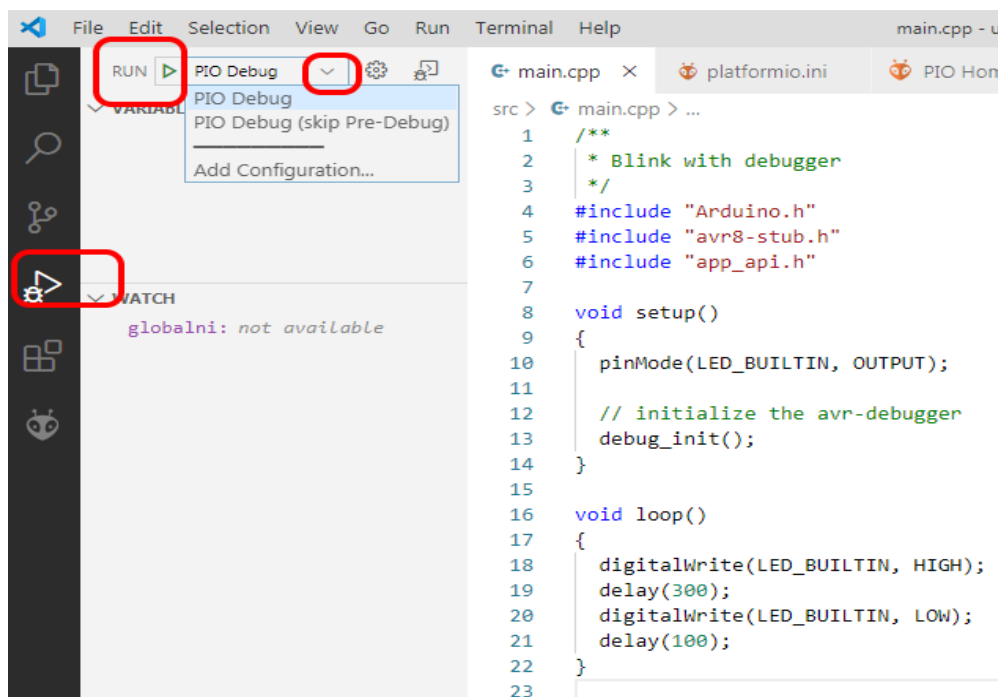 File Edit Selection View Go Run Terminal Help main.cpp - u
RUN PIO Debug
PIO Debug
PIO Debug (skip Pre-Debug)
Add Configuration...
WATCH
globalni: not available
main.cpp platformio.ini PIO Hom
src > main.cpp > ...
1 /**
2 * Blink with debugger
3 */
4 #include "Arduino.h"
5 #include "avr8-stub.h"
6 #include "app_api.h"
7
8 void setup()
9 {
10 pinMode(LED_BUILTIN, OUTPUT);
11
12 // initialize the avr-debugger
13 debug_init();
14 }
15
16 void loop()
17 {
18 digitalWrite(LED_BUILTIN, HIGH);
19 delay(300);
20 digitalWrite(LED_BUILTIN, LOW);
21 delay(100);
22 }
23